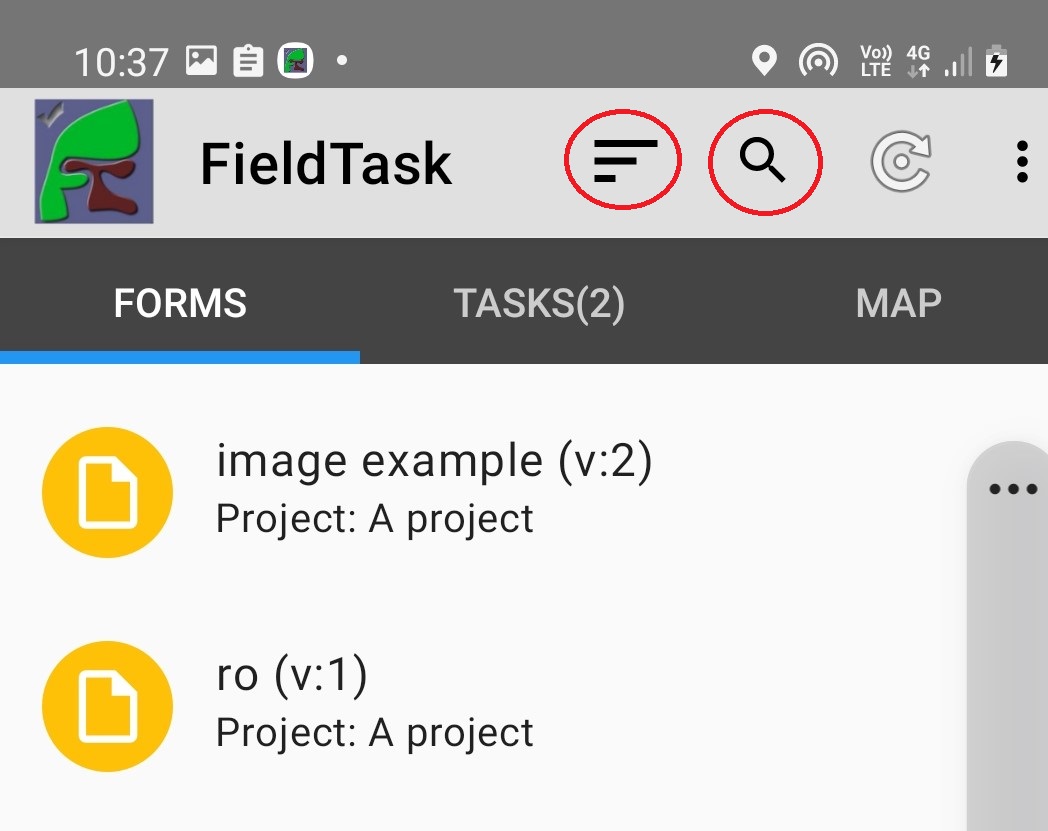 10:37 Vo)) LTE 4G
FieldTask
FORMS TASKS(2) MAP
image example (v:2)
Project: A project
ro (v:1)
Project: A project